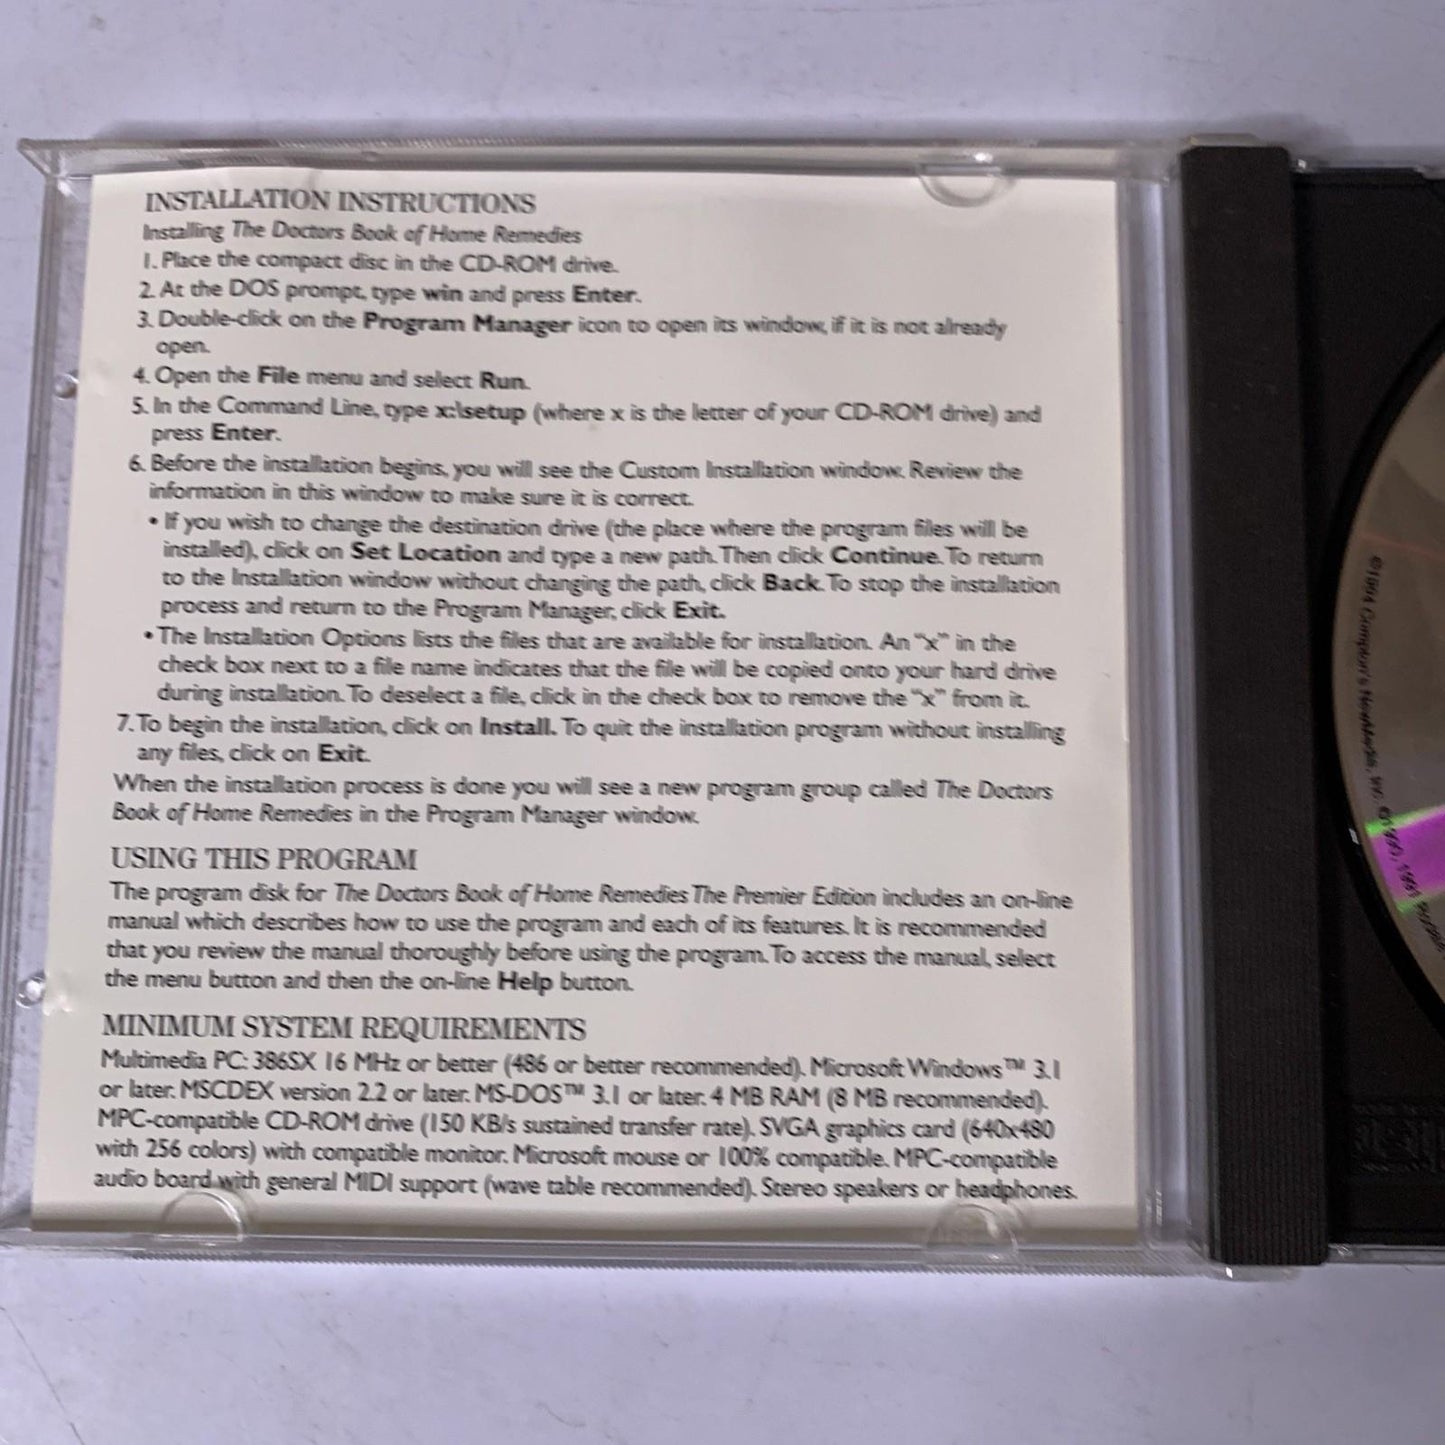 INSTALLATION INSTRUCTIONS
Installing The Doctors Book of Home Remedies
1. Place the compact disc in the CD-ROM drive.
2. At the DOS prompt, type win and press Enter.
3. Double-click on the Program Manager icon to open its window, if it is not already
open.
4. Open the File menu and select Run.
5. In the Command Line, type x:\setup (where x is the letter of your CD-ROM drive) and
press Enter.
6. Before the installation begins, you will see the Custom Installation window. Review the
information in this window to make sure it is correct.
• If you wish to change the destination drive (the place where the program files will be
installed), click on Set Location and type a new path. Then click Continue. To return
to the Installation window without changing the path, click Back. To stop the installation
process and return to the Program Manager, click Exit.
• The Installation Options lists the files that are available for installation. An “x” in the
check box next to a file name indicates that the file will be copied onto your hard drive
during installation. To deselect a file, click in the check box to remove the “x” from it.
7. To begin the installation, click on Install. To quit the installation program without installing
any files, click on Exit.
When the installation process is done you will see a new program group called The Doctors
Book of Home Remedies in the Program Manager window.
USING THIS PROGRAM
The program disk for The Doctors Book of Home Remedies The Premier Edition includes an on-line
manual which describes how to use the program and each of its features. It is recommended
that you review the manual thoroughly before using the program. To access the manual, select
the menu button and then the on-line Help button.
MINIMUM SYSTEM REQUIREMENTS
Multimedia PC: 386SX 16 MHz or better (486 or better recommended). Microsoft Windows™ 3.1
or later. MSCDEX version 2.2 or later. MS-DOS™ 3.1 or later. 4 MB RAM (8 MB recommended).
MPC-compatible CD-ROM drive (150 KB/s sustained transfer rate). SVGA graphics card (640x480
with 256 colors) with compatible monitor. Microsoft mouse or 100% compatible. MPC-compatible
audio board with general MIDI support (wave table recommended). Stereo speakers or headphones.
©1994 Compton's NewMedia, Inc. ©1990, 1991